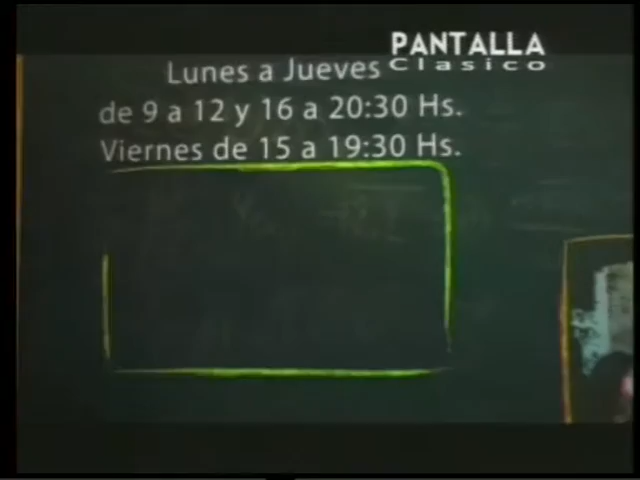 PANTALLA
Clasico
Lunes a Jueves
de 9 a 12 y 16 a 20:30 Hs.
Viernes de 15 a 19:30 Hs.